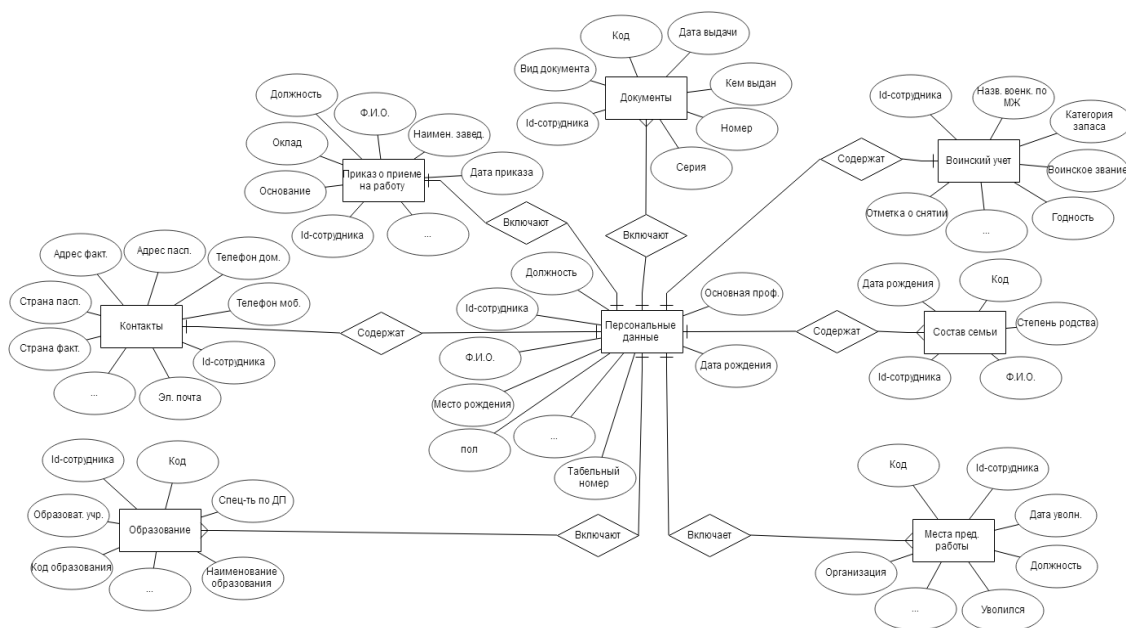 Код
Дата выдачи
Вид документа
Документы
Кем выдан
Id-сотрудника
Номер
Серия
Должность
Ф.И.О.
Наимен. завед.
Оклад
Приказ о приеме
на работу
Дата приказа
Основание
Id-сотрудника
...
Включают
Включают
Id-сотрудника
Назв. военк. по
МЖ
Категория
запаса
Содержат
Воинский учет
Воинское звание
Отметка о снятии
Годность
...
Адрес факт.
Адрес пасп.
Телефон дом.
Страна пасп.
Телефон моб.
Контакты
Страна факт.
Id-сотрудника
...
Эл. почта
Содержат
Должность
Основная проф.
Id-сотрудника
Персональные
данные
Ф.И.О.
Дата рождения
Место рождения
пол
...
Табельный
номер
Содержат
Дата рождения
Код
Состав семьи
Степень родства
Id-сотрудника
Ф.И.О.
Id-сотрудника
Код
Спец-ть по ДП
Образоват. учр.
Образование
Код образования
Наименование
образования
...
Включают
Включает
Код
Id-сотрудника
Дата уволн.
Места пред.
работы
Должность
Организация
...
Уволился